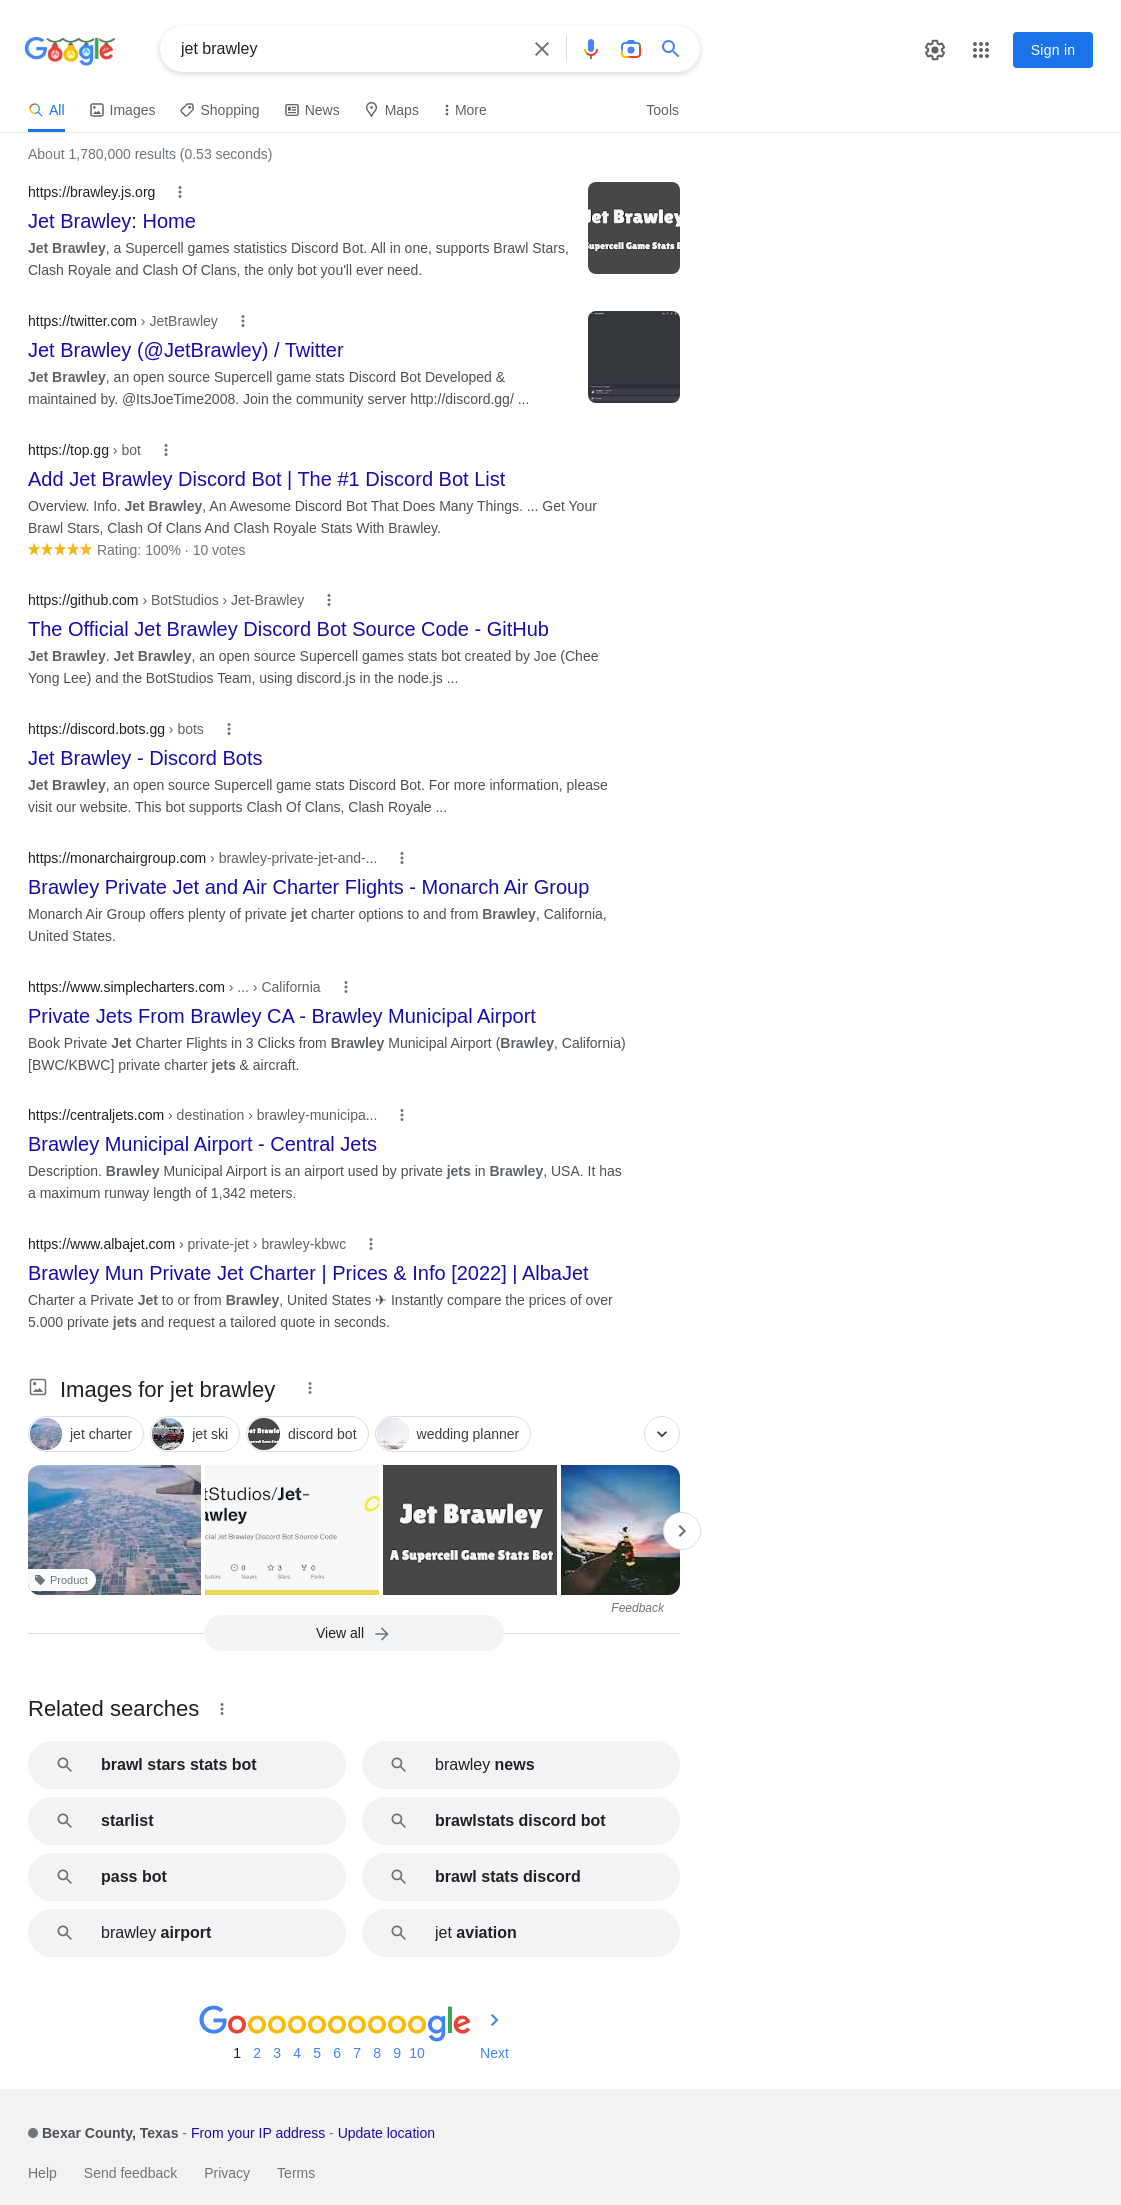 Google
jet brawley
Sign in
All
Images
Shopping
News
Maps
More
Tools
About 1,780,000 results (0.53 seconds)
https://brawley.js.org
Jet Brawley: Home
Jet Brawley, a Supercell games statistics Discord Bot. All in one, supports Brawl Stars,
Clash Royale and Clash Of Clans, the only bot you'll ever need.
Jet Brawley
Supercell Game Stats B
https://twitter.com › JetBrawley
Jet Brawley (@JetBrawley) / Twitter
Jet Brawley, an open source Supercell game stats Discord Bot Developed &
maintained by. @ItsJoeTime2008. Join the community server http://discord.gg/ ...
https://top.gg › bot
Add Jet Brawley Discord Bot | The #1 Discord Bot List
Overview. Info. Jet Brawley, An Awesome Discord Bot That Does Many Things. ... Get Your
Brawl Stars, Clash Of Clans And Clash Royale Stats With Brawley.
Rating: 100% · 10 votes
https://github.com › BotStudios › Jet-Brawley
The Official Jet Brawley Discord Bot Source Code - GitHub
Jet Brawley. Jet Brawley, an open source Supercell games stats bot created by Joe (Chee
Yong Lee) and the BotStudios Team, using discord.js in the node.js ...
https://discord.bots.gg › bots
Jet Brawley - Discord Bots
Jet Brawley, an open source Supercell game stats Discord Bot. For more information, please
visit our website. This bot supports Clash Of Clans, Clash Royale ...
https://monarchairgroup.com › brawley-private-jet-and-...
Brawley Private Jet and Air Charter Flights - Monarch Air Group
Monarch Air Group offers plenty of private jet charter options to and from Brawley, California,
United States.
https://www.simplecharters.com › ... › California
Private Jets From Brawley CA - Brawley Municipal Airport
Book Private Jet Charter Flights in 3 Clicks from Brawley Municipal Airport (Brawley, California)
[BWC/KBWC] private charter jets & aircraft.
https://centraljets.com › destination › brawley-municipa...
Brawley Municipal Airport - Central Jets
Description. Brawley Municipal Airport is an airport used by private jets in Brawley, USA. It has
a maximum runway length of 1,342 meters.
https://www.albajet.com › private-jet › brawley-kbwc
Brawley Mun Private Jet Charter | Prices & Info [2022] | AlbaJet
Charter a Private Jet to or from Brawley, United States ✈ Instantly compare the prices of over
5.000 private jets and request a tailored quote in seconds.
Images for jet brawley
jet charter
jet ski
discord bot
wedding planner
Product
tStudios/Jet-
awley
cial Jet Brawley Discord Bot Source Code
0
Issues
3
Stars
0
Forks
Jet Brawley
A Supercell Game Stats Bot
Feedback
View all
Related searches
brawl stars stats bot
brawley news
starlist
brawlstats discord bot
pass bot
brawl stats discord
brawley airport
jet aviation
Goooooooooogle
1 2 3 4 5 6 7 8 9 10 Next
Bexar County, Texas - From your IP address - Update location
Help Send feedback Privacy Terms